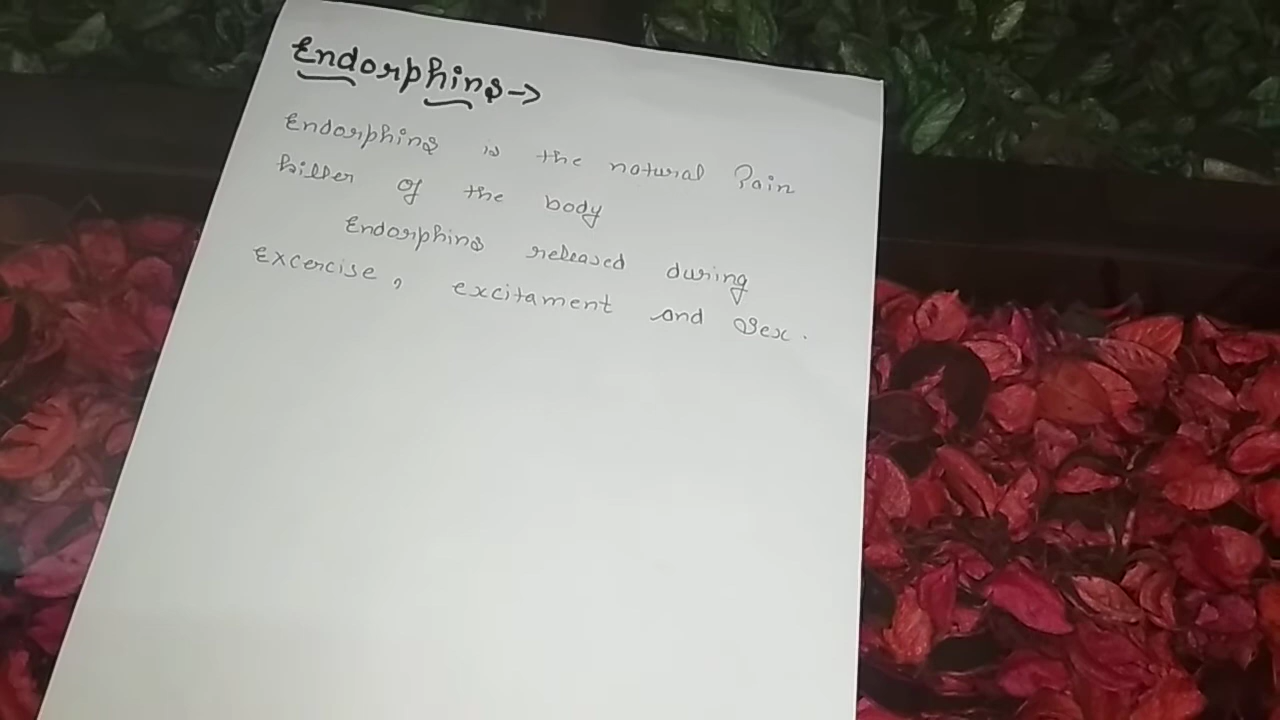 Endorphins →
Endorphins is the natural Pain
killer of the body
Endorphins released during
Excercise, excitament and Sex.